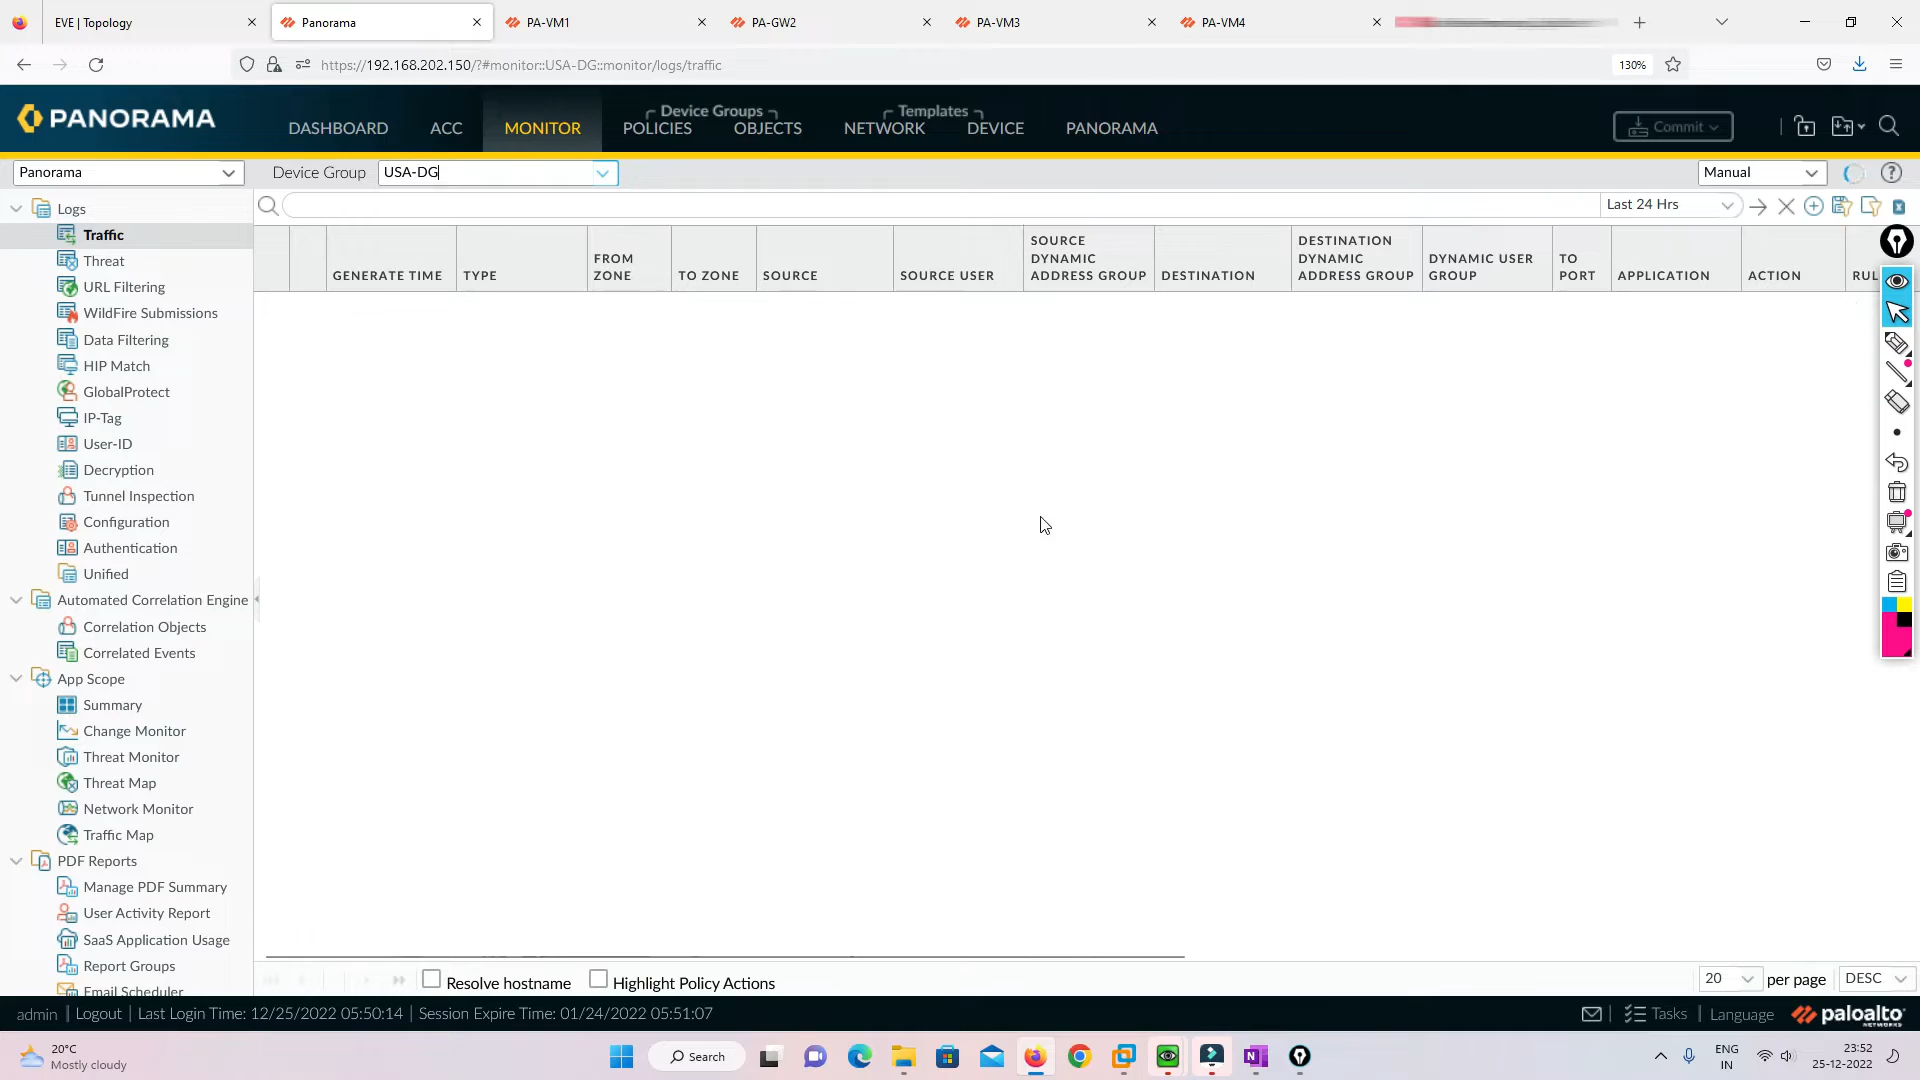 EVE | Topology
Panorama
PA-VM1
PA-GW2
PA-VM3
PA-VM4
https://192.168.202.150/?#monitor::USA-DG::monitor/logs/traffic
130%
PANORAMA
DASHBOARD
ACC
MONITOR
Device Groups
POLICIES
OBJECTS
Templates
NETWORK
DEVICE
PANORAMA
Commit
Panorama
Device Group
USA-DG
Manual
Last 24 Hrs
Logs
Traffic
Threat
URL Filtering
WildFire Submissions
Data Filtering
HIP Match
GlobalProtect
IP-Tag
User-ID
Decryption
Tunnel Inspection
Configuration
Authentication
Unified
Automated Correlation Engine
Correlation Objects
Correlated Events
App Scope
Summary
Change Monitor
Threat Monitor
Threat Map
Network Monitor
Traffic Map
PDF Reports
Manage PDF Summary
User Activity Report
SaaS Application Usage
Report Groups
Email Scheduler
GENERATE TIME
TYPE
FROM
ZONE
TO ZONE
SOURCE
SOURCE USER
SOURCE
DYNAMIC
ADDRESS GROUP
DESTINATION
DESTINATION
DYNAMIC
ADDRESS GROUP
DYNAMIC USER
GROUP
TO
PORT
APPLICATION
ACTION
RUL
Resolve hostname
Highlight Policy Actions
20
per page
DESC
admin | Logout | Last Login Time: 12/25/2022 05:50:14 | Session Expire Time: 01/24/2022 05:51:07
Tasks | Language
paloalto
NETWORKS
20°C
Mostly cloudy
Search
ENG
IN
23:52
25-12-2022